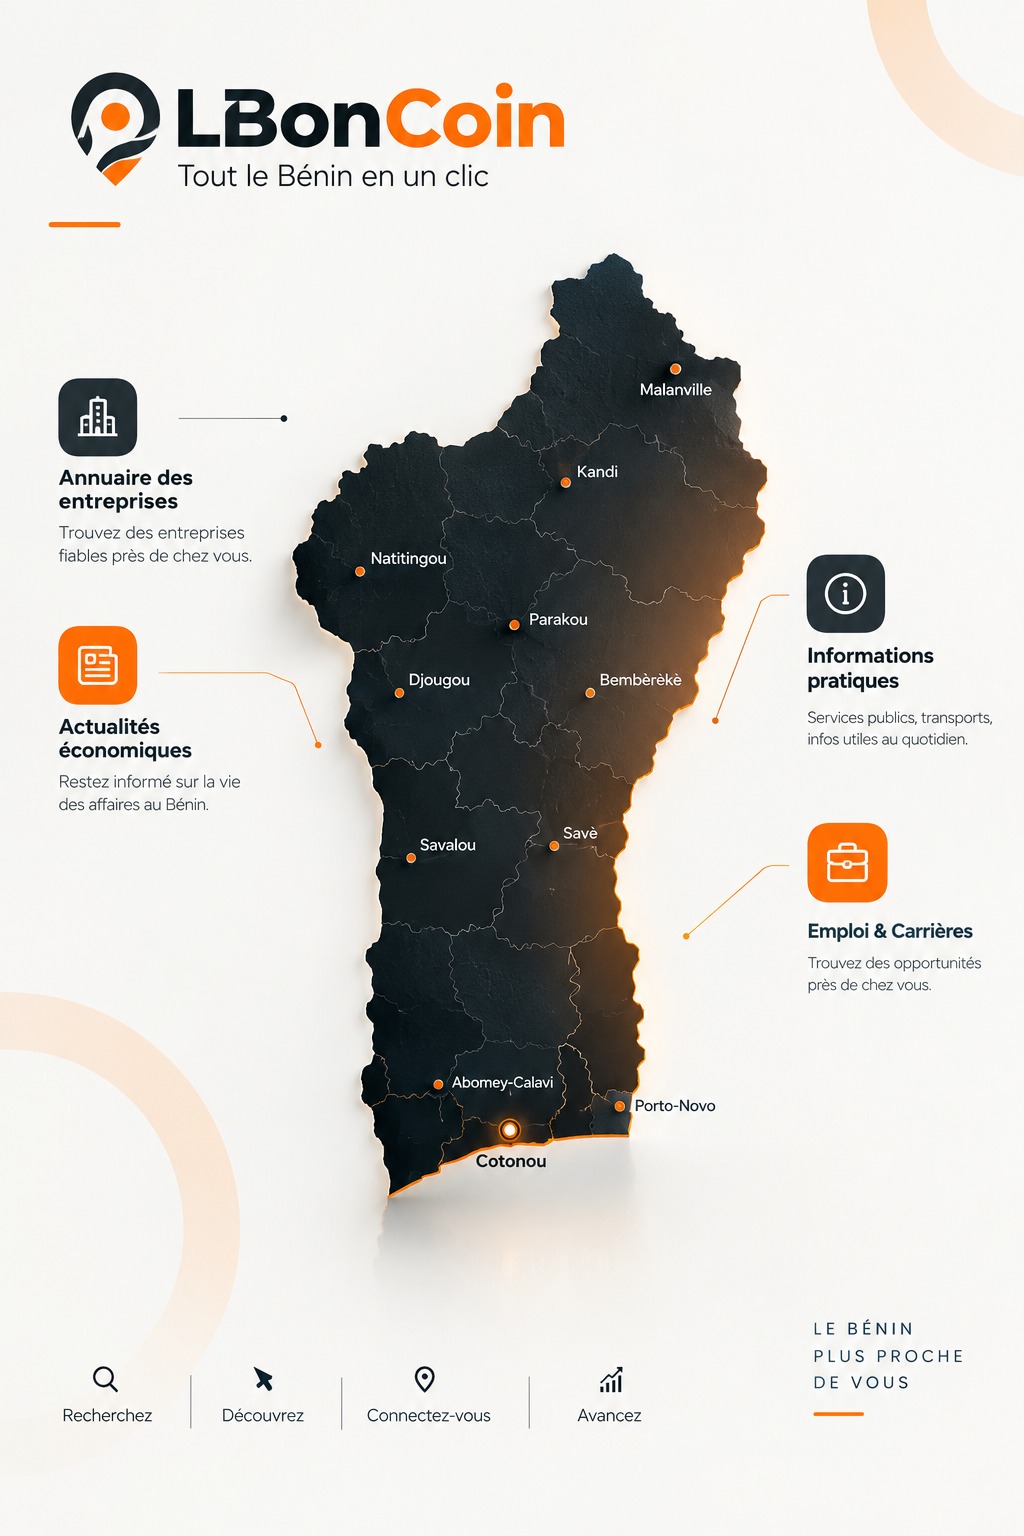 LBonCoin
Tout le Bénin en un clic
Malanville
Kandi
Natitingou
Parakou
Djougou
Bembèrèkè
Savalou
Savè
Abomey-Calavi
Porto-Novo
Cotonou
Annuaire des
entreprises
Trouvez des entreprises
fiables près de chez vous.
Actualités
économiques
Restez informé sur la vie
des affaires au Bénin.
Informations
pratiques
Services publics, transports,
infos utiles au quotidien.
Emploi & Carrières
Trouvez des opportunités
près de chez vous.
LE BÉNIN
PLUS PROCHE
DE VOUS
Recherchez
Découvrez
Connectez-vous
Avancez